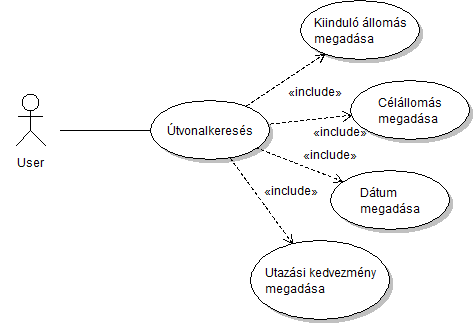 Kiinduló állomás
megadása
«include»
Célállomás
megadása
«include»
Útvonalkeresés
«include»
User
«include»
Dátum
megadása
Utazási kedvezmény
megadása